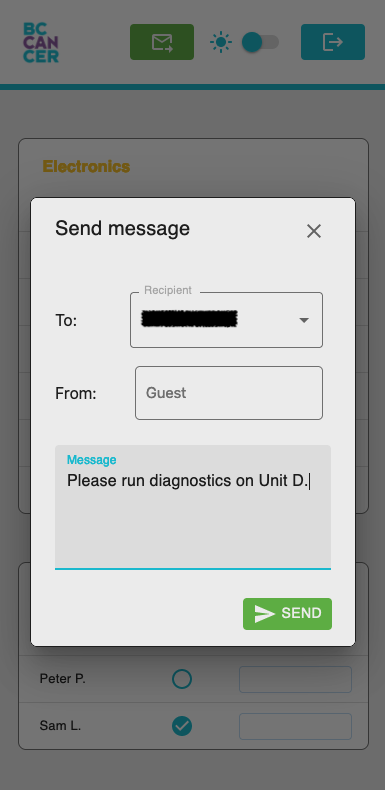 BC
CAN
CER
Electronics
Send message
Recipient
To:
From:
Guest
Message
Please run diagnostics on Unit D.
SEND
Peter P.
Sam L.